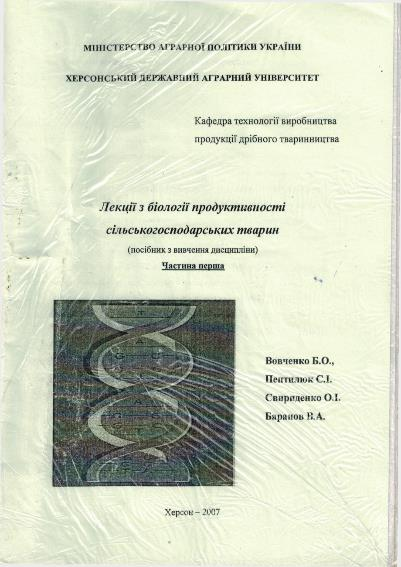 МІНІСТЕРСТВО АГРАРНОЇ ПОЛІТИКИ УКРАЇНИ
ХЕРСОНСЬКИЙ ДЕРЖАВНИЙ АГРАРНИЙ УНІВЕРСИТЕТ
Кафедра технології виробництва
продукції дрібного тваринництва
Лекції з біології продуктивності
сільськогосподарських тварин
(посібник з вивчення дисципліни)
Частина перша
Вовченко Б.О.,
Пентилюк С.І.
Свириденко О.І.
Баранов В.А.
Херсон – 2007